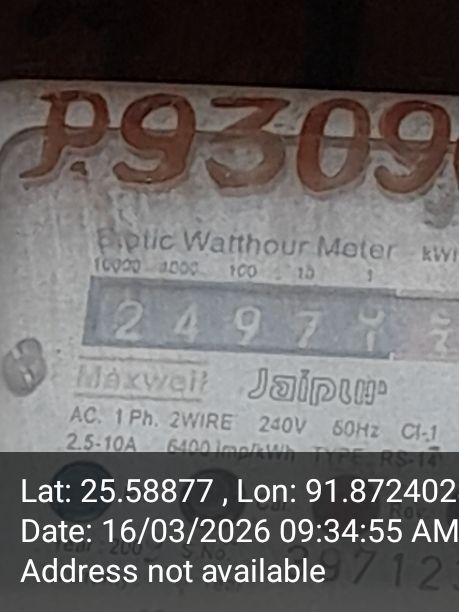 P.9309
Static Watthour Meter kWh
10000 1000 100 10 1
2 4 9 7
Maxwell Jaipur
AC. 1 Ph. 2WIRE 240V 50Hz Cl-1
2.5-10A 6400 imp/kWh TYPE RS-14
Lat: 25.58877 , Lon: 91.872402
Date: 16/03/2026 09:34:55 AM
Address not available